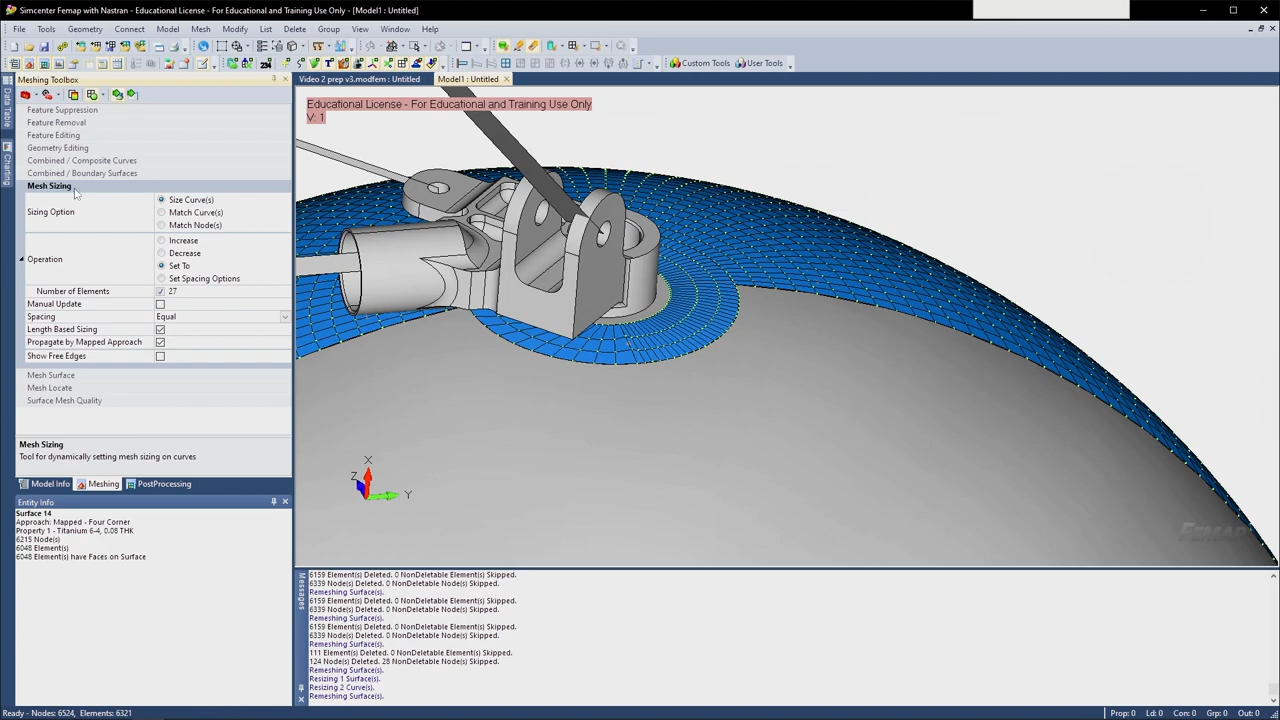 Simcenter Femap with Nastran - Educational License - For Educational and Training Use Only - [Model1 : Untitled]
File Tools Geometry Connect Model Mesh Modify List Delete Group View Window Help
Custom Tools User Tools
Meshing Toolbox
Video 2 prep v3.modfem : Untitled Model1 : Untitled
Data Table
Charting
Feature Suppression
Feature Removal
Feature Editing
Geometry Editing
Combined / Composite Curves
Combined / Boundary Surfaces
Mesh Sizing
Sizing Option
Size Curve(s)
Match Curve(s)
Match Node(s)
Operation
Increase
Decrease
Set To
Set Spacing Options
Number of Elements 27
Manual Update
Spacing Equal
Length Based Sizing
Propagate by Mapped Approach
Show Free Edges
Mesh Surface
Mesh Locate
Surface Mesh Quality
Mesh Sizing
Tool for dynamically setting mesh sizing on curves
Model Info Meshing PostProcessing
Entity Info
Surface 14
Approach: Mapped - Four Corner
Property 1 - Titanium 6-4, 0.08 THK
6215 Node(s)
6048 Element(s)
6048 Element(s) have Faces on Surface
Educational License - For Educational and Training Use Only
V: 1
X
Z
Y
Messages
6159 Element(s) Deleted. 0 NonDeletable Element(s) Skipped.
6339 Node(s) Deleted. 0 NonDeletable Node(s) Skipped.
Remeshing Surface(s).
6159 Element(s) Deleted. 0 NonDeletable Element(s) Skipped.
6339 Node(s) Deleted. 0 NonDeletable Node(s) Skipped.
Remeshing Surface(s).
6159 Element(s) Deleted. 0 NonDeletable Element(s) Skipped.
6339 Node(s) Deleted. 0 NonDeletable Node(s) Skipped.
Remeshing Surface(s).
111 Element(s) Deleted. 0 NonDeletable Element(s) Skipped.
124 Node(s) Deleted. 28 NonDeletable Node(s) Skipped.
Remeshing Surface(s).
Resizing 1 Surface(s).
Resizing 2 Curve(s).
Remeshing Surface(s).
Ready - Nodes: 6524, Elements: 6321
Prop: 0 Ld: 0 Con: 0 Grp: 0 Out: 0